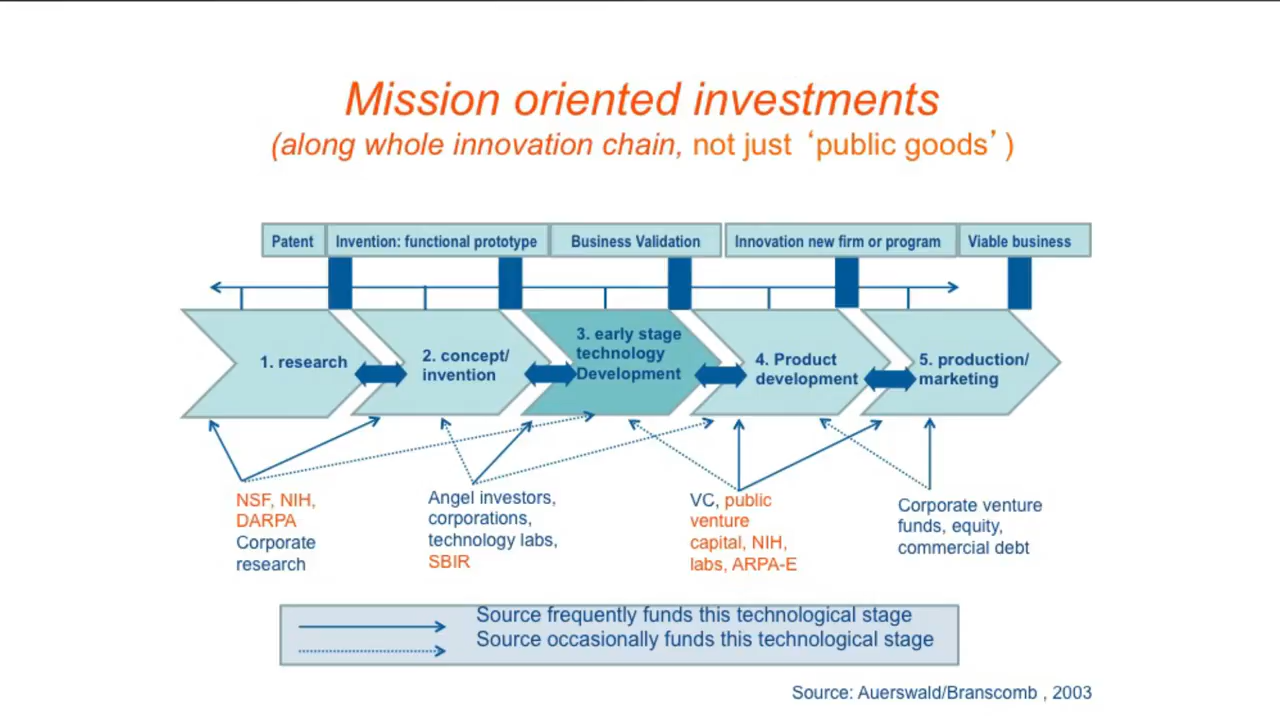 Mission oriented investments
(along whole innovation chain, not just ‘public goods’ )
Patent
Invention: functional prototype
Business Validation
Innovation new firm or program
Viable business
1. research
2. concept/
invention
3. early stage
technology
Development
4. Product
development
5. production/
marketing
NSF, NIH,
DARPA
Corporate
research
Angel investors,
corporations,
technology labs,
SBIR
VC, public
venture
capital, NIH,
labs, ARPA-E
Corporate venture
funds, equity,
commercial debt
Source frequently funds this technological stage
Source occasionally funds this technological stage
Source: Auerswald/Branscomb , 2003